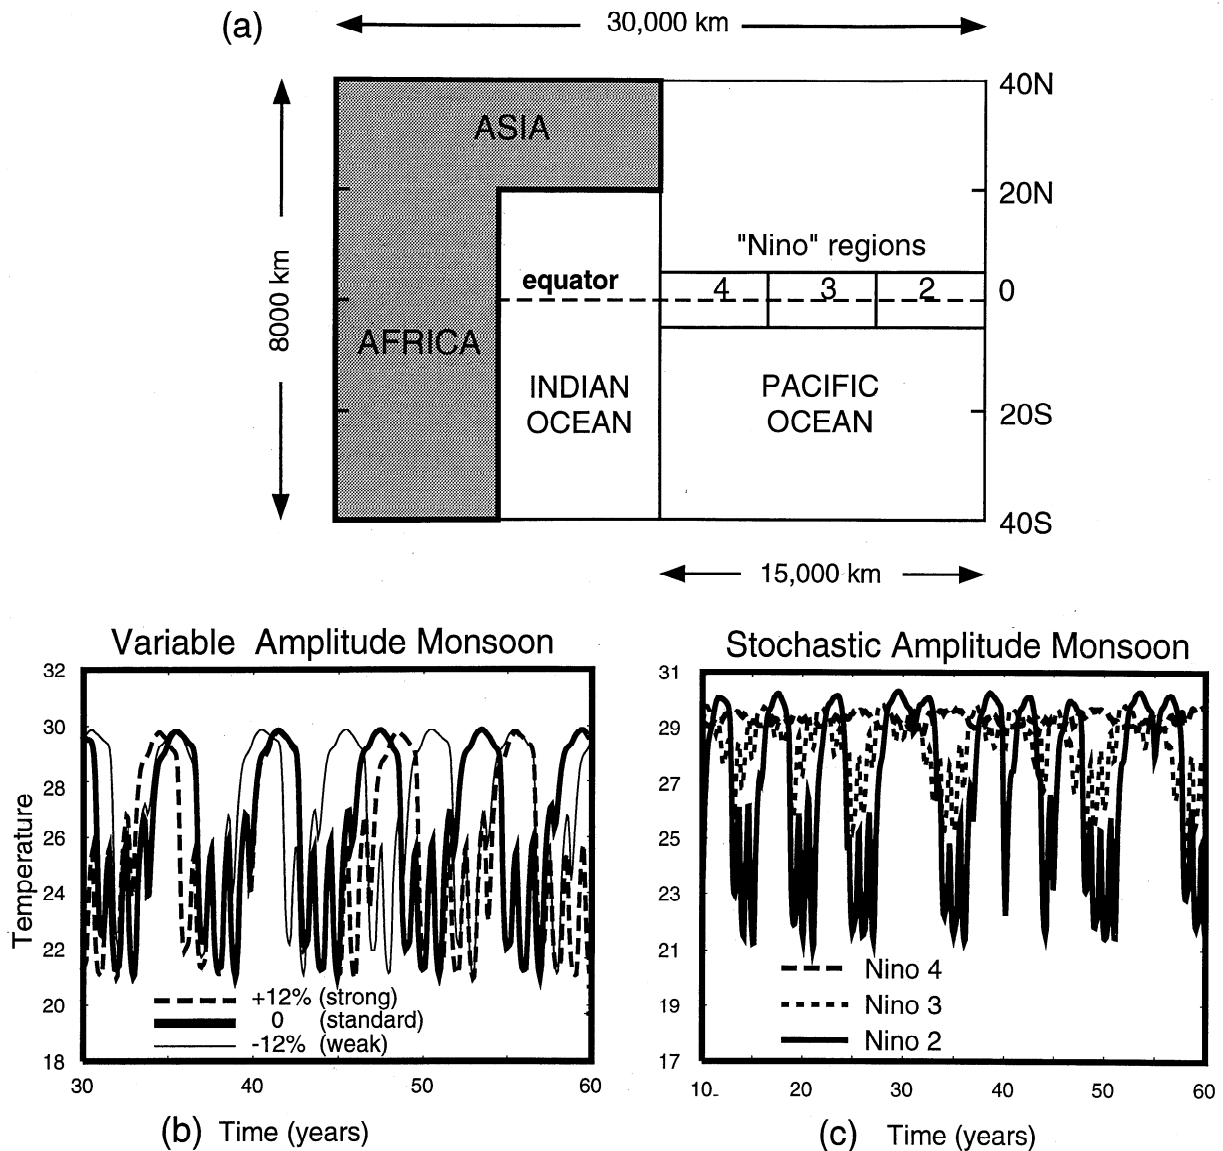 (a)
30,000 km
8000 km
ASIA
AFRICA
equator
INDIAN
OCEAN
"Nino" regions
4 3 2
PACIFIC
OCEAN
40N
20N
0
20S
40S
15,000 km
Variable Amplitude Monsoon
Temperature
32
30
28
26
24
22
20
18
+12% (strong)
0 (standard)
-12% (weak)
30 40 50 60
(b) Time (years)
Stochastic Amplitude Monsoon
31
29
27
25
23
21
19
17
Nino 4
Nino 3
Nino 2
10 20 30 40 50 60
(c) Time (years)